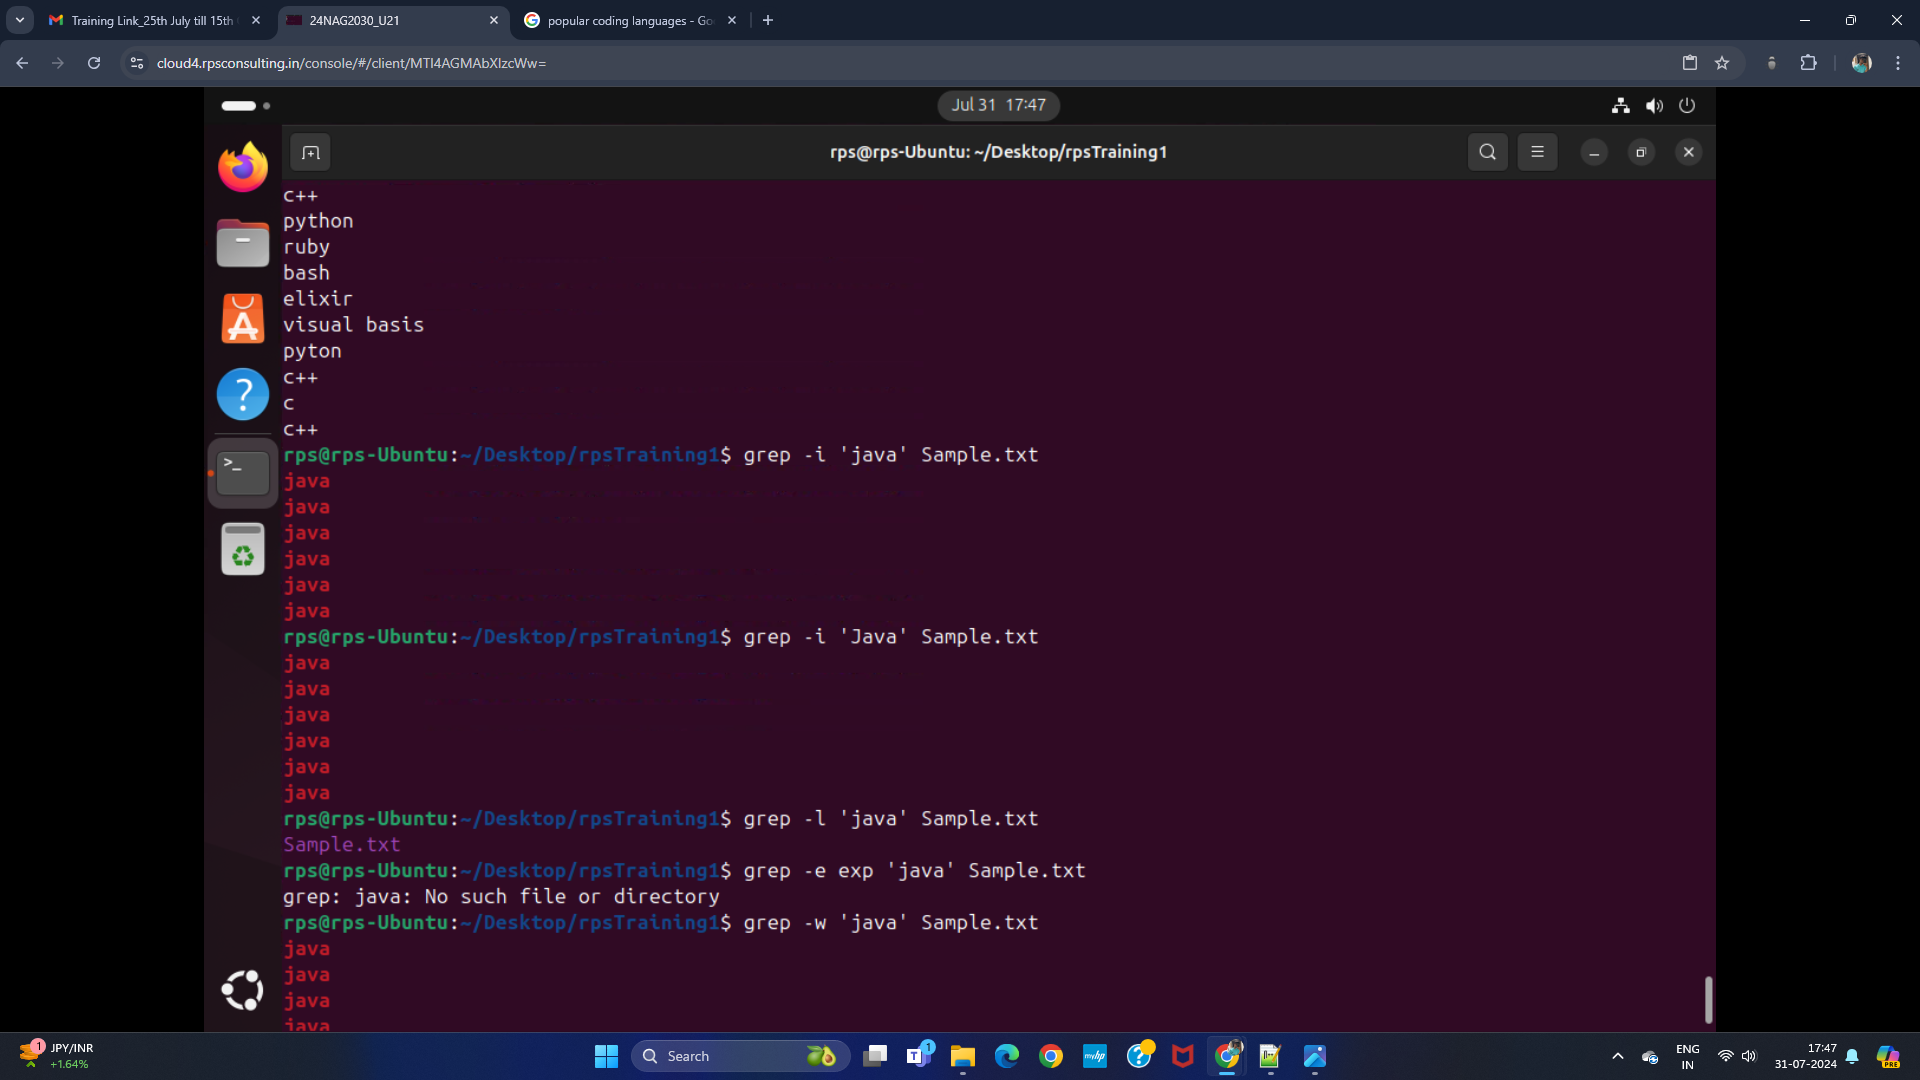 Training Link_25th July till 15th
24NAG2030_U21
popular coding languages - Go
cloud4.rpsconsulting.in/console/#/client/MTI4AGMAbXlzcWw=
Jul 31 17:47
rps@rps-Ubuntu: ~/Desktop/rpsTraining1
c++
python
ruby
bash
elixir
visual basis
pyton
c++
c
c++
rps@rps-Ubuntu:~/Desktop/rpsTraining1$ grep -i 'java' Sample.txt
java
java
java
java
java
java
rps@rps-Ubuntu:~/Desktop/rpsTraining1$ grep -i 'Java' Sample.txt
java
java
java
java
java
java
rps@rps-Ubuntu:~/Desktop/rpsTraining1$ grep -l 'java' Sample.txt
Sample.txt
rps@rps-Ubuntu:~/Desktop/rpsTraining1$ grep -e exp 'java' Sample.txt
grep: java: No such file or directory
rps@rps-Ubuntu:~/Desktop/rpsTraining1$ grep -w 'java' Sample.txt
java
java
java
java
1
JPY/INR
+1.64%
Search
T
1
myhp
PRE
ENG
IN
17:47
31-07-2024